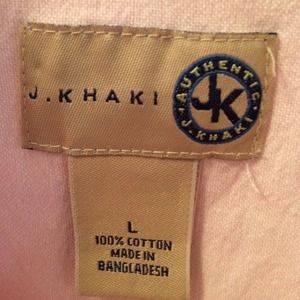 J.KHAKI
AUTHENTIC
JK
J.KHAKI
L
100% COTTON
MADE IN
BANGLADESH